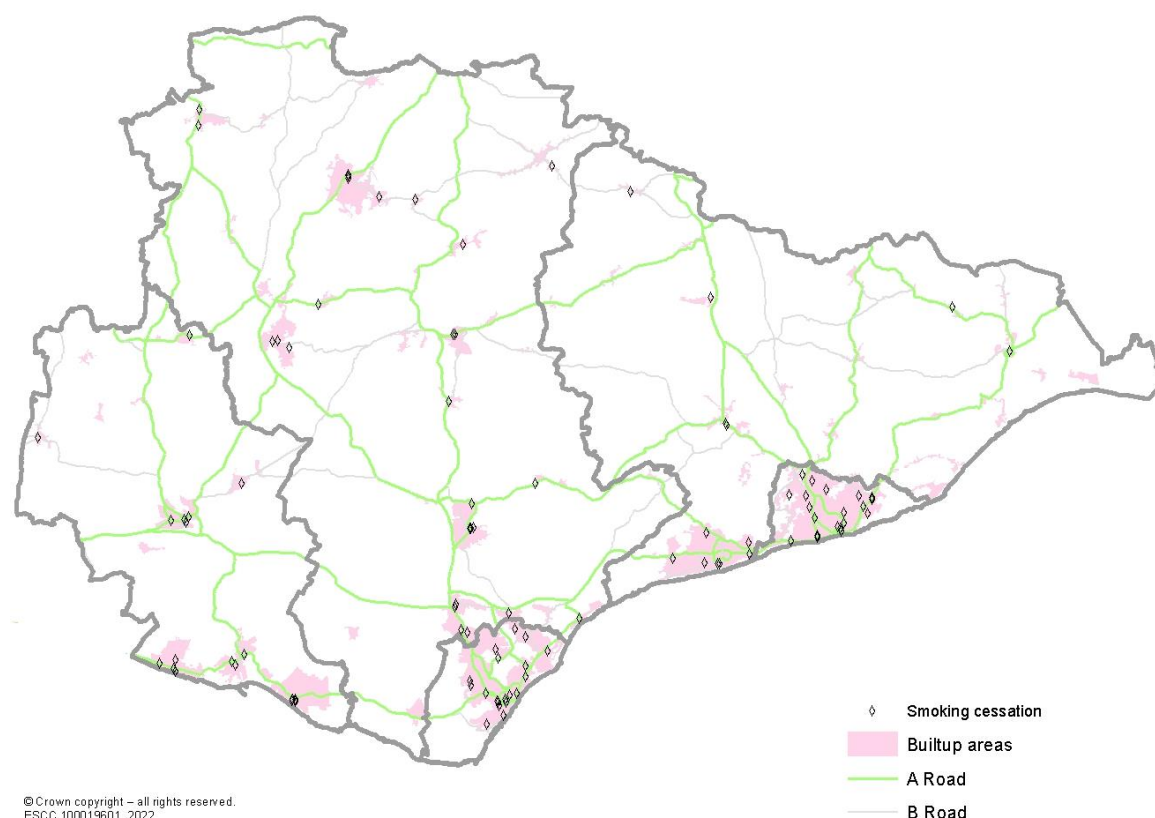 Smoking cessation
Builtup areas
A Road
B Road
© Crown copyright – all rights reserved.
ESCC 100019601, 2022